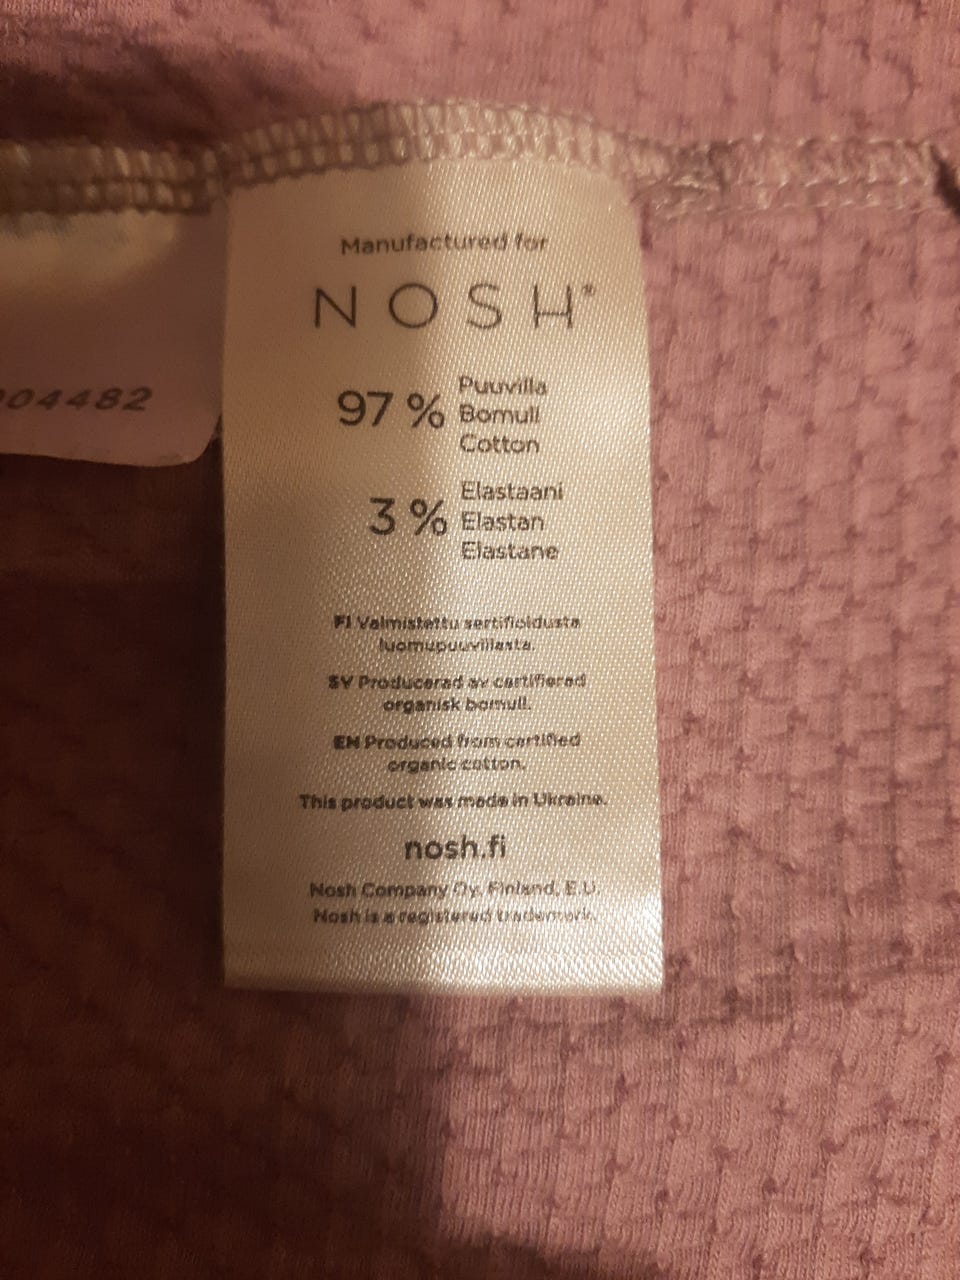 Manufactured for
NOSH®
97 % Puuvilla
Bomull
Cotton
3 % Elastaani
Elastan
Elastane
FI Valmistettu sertifioidusta
luomupuuvillasta.
SV Producerad av certifierad
organisk bomull.
EN Produced from certified
organic cotton.
This product was made in Ukraine.
nosh.fi
Nosh Company Oy, Finland, E.U.
Nosh is a registered trademark.
04482